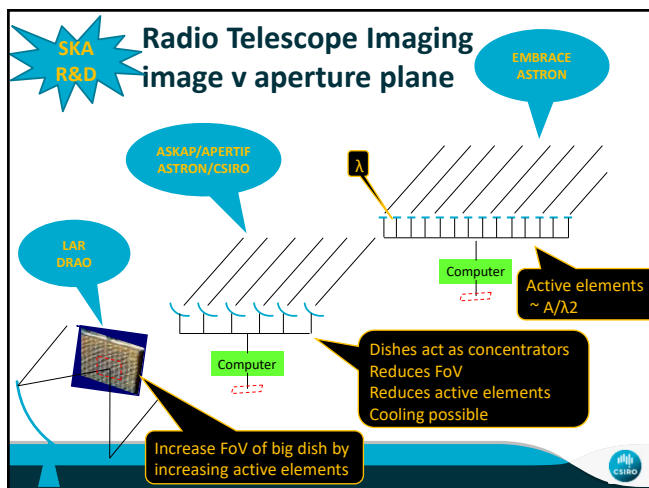 SKA
R&D
Radio Telescope Imaging
image v aperture plane
EMBRACE
ASTRON
ASKAP/APERTIF
ASTRON/CSIRO
λ
LAR
DRAO
Computer
Active elements
~ A/λ2
Computer
Dishes act as concentrators
Reduces FoV
Reduces active elements
Cooling possible
Increase FoV of big dish by
increasing active elements
CSIRO